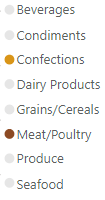 Beverages
Condiments
Confections
Dairy Products
Grains/Cereals
Meat/Poultry
Produce
Seafood